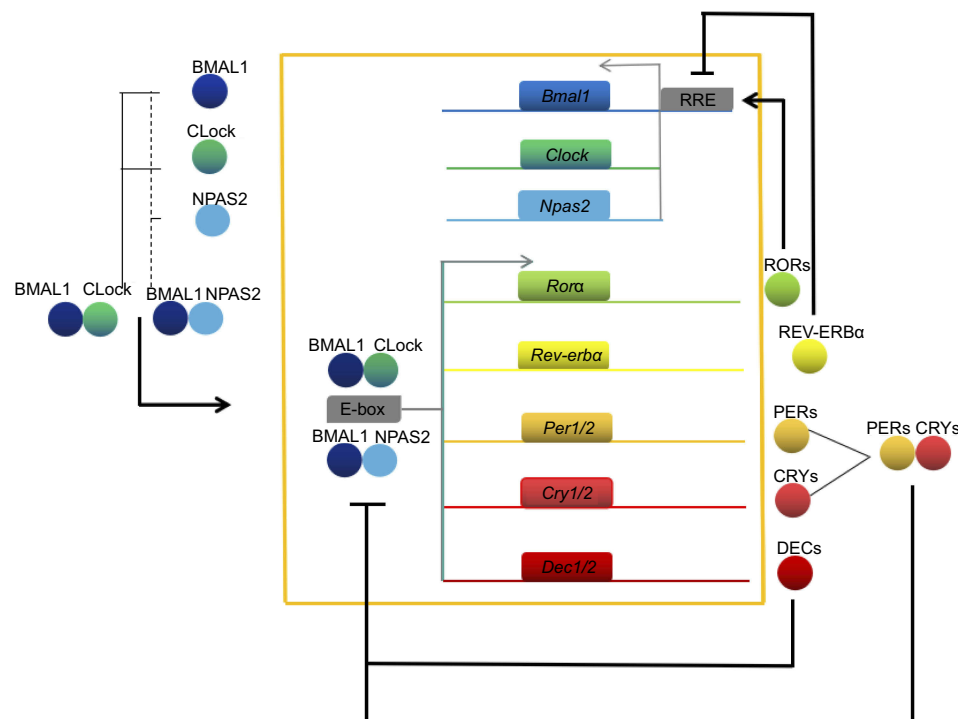 BMAL1
CLock
NPAS2
BMAL1 CLock
BMAL1 NPAS2
Bmal1
RRE
Clock
Npas2
Rorα
Rev-erbα
Per1/2
Cry1/2
Dec1/2
BMAL1 CLock
E-box
BMAL1 NPAS2
RORs
REV-ERBα
PERs
CRYs
PERs CRYs
DECs